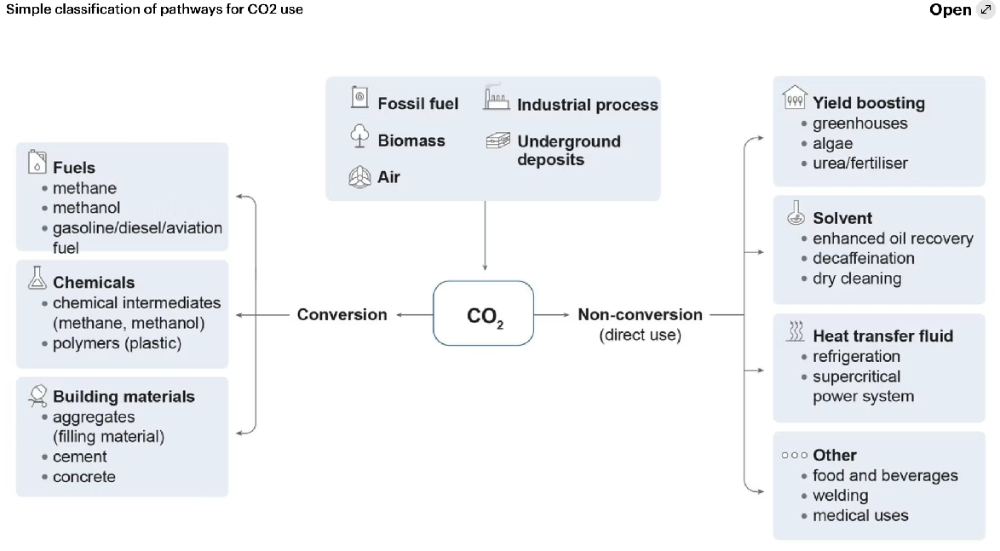 Simple classification of pathways for CO2 use
Open
Fossil fuel
Industrial process
Biomass
Underground
deposits
Air
Fuels
• methane
• methanol
• gasoline/diesel/aviation
fuel
Chemicals
• chemical intermediates
(methane, methanol)
• polymers (plastic)
Building materials
• aggregates
(filling material)
• cement
• concrete
Conversion
CO₂
Non-conversion
(direct use)
Yield boosting
• greenhouses
• algae
• urea/fertiliser
Solvent
• enhanced oil recovery
• decaffeination
• dry cleaning
Heat transfer fluid
• refrigeration
• supercritical
power system
Other
• food and beverages
• welding
• medical uses